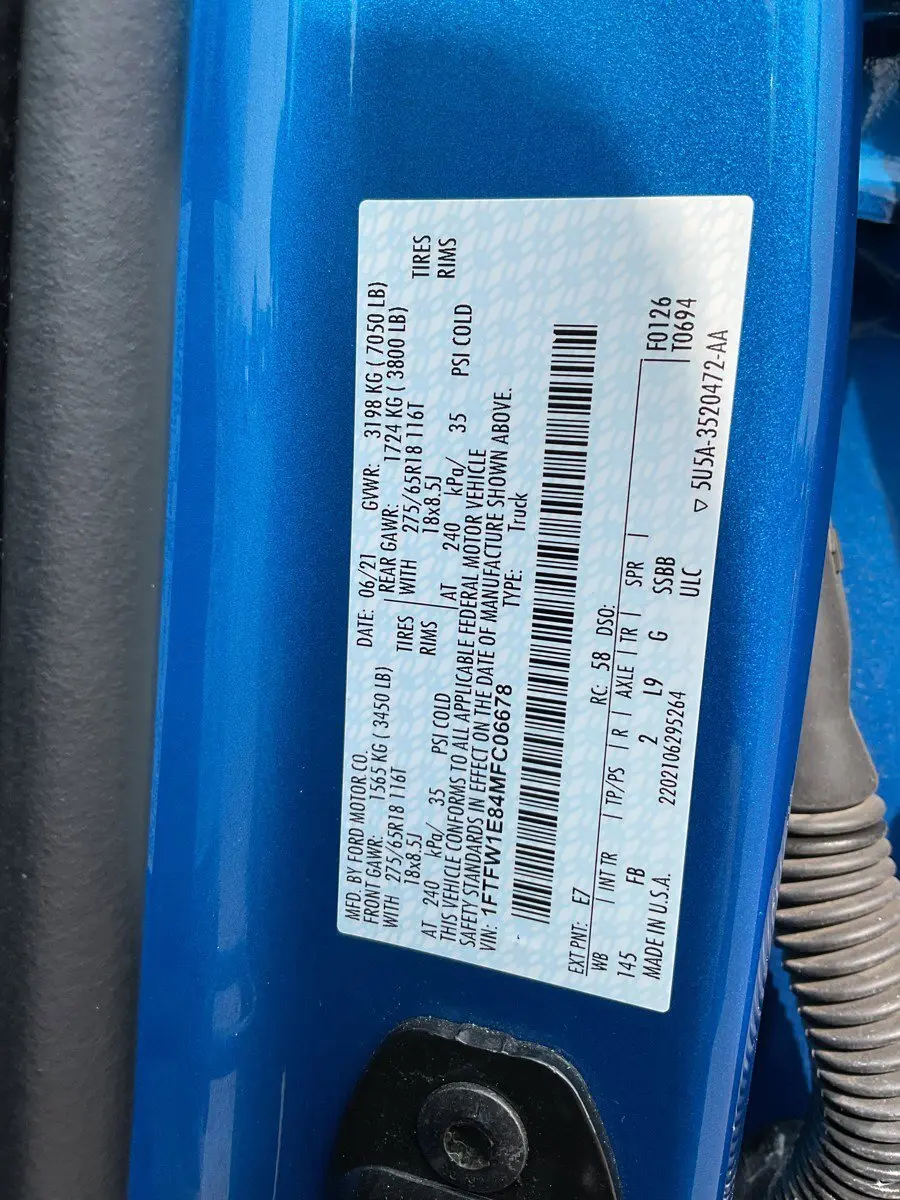 MFD. BY FORD MOTOR CO. DATE: 06/21 GVWR: 3198 KG ( 7050 LB)
FRONT GAWR: 1565 KG ( 3450 LB) REAR GAWR: 1724 KG ( 3800 LB)
WITH 275/65R18 116T TIRES WITH 275/65R18 116T TIRES
18x8.5J RIMS 18x8.5J RIMS
AT 240 kPa/ 35 PSI COLD AT 240 kPa/ 35 PSI COLD
THIS VEHICLE CONFORMS TO ALL APPLICABLE FEDERAL MOTOR VEHICLE
SAFETY STANDARDS IN EFFECT ON THE DATE OF MANUFACTURE SHOWN ABOVE.
VIN: 1FTFW1E84MFC06678 TYPE: Truck
EXT PNT: E7 RC: 58 DSO:
WB INT TR TP/PS R AXLE TR SPR F0126
145 FB 2 L9 G SSBB T0694
MADE IN U.S.A. 220210629​5264 ULC
▽ 5U5A-3520472-AA